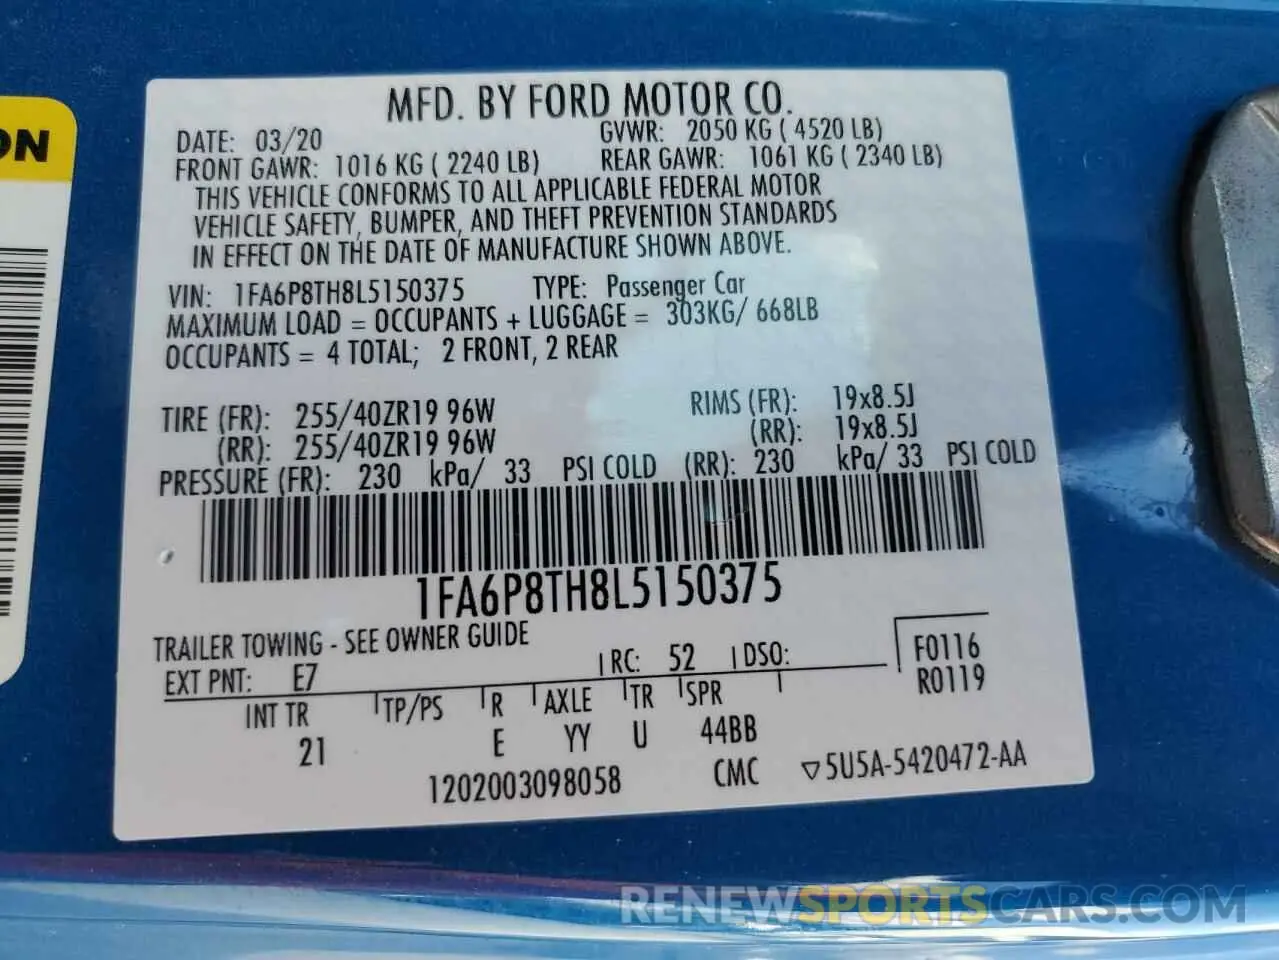 ON
MFD. BY FORD MOTOR CO.
DATE: 03/20 GVWR: 2050 KG ( 4520 LB)
FRONT GAWR: 1016 KG ( 2240 LB) REAR GAWR: 1061 KG ( 2340 LB)
THIS VEHICLE CONFORMS TO ALL APPLICABLE FEDERAL MOTOR
VEHICLE SAFETY, BUMPER, AND THEFT PREVENTION STANDARDS
IN EFFECT ON THE DATE OF MANUFACTURE SHOWN ABOVE.
VIN: 1FA6P8TH8L5150375 TYPE: Passenger Car
MAXIMUM LOAD = OCCUPANTS + LUGGAGE = 303KG/ 668LB
OCCUPANTS = 4 TOTAL; 2 FRONT, 2 REAR
TIRE (FR): 255/40ZR19 96W RIMS (FR): 19x8.5J
(RR): 255/40ZR19 96W (RR): 19x8.5J
PRESSURE (FR): 230 kPa/ 33 PSI COLD (RR): 230 kPa/ 33 PSI COLD
1FA6P8TH8L5150375
TRAILER TOWING - SEE OWNER GUIDE
EXT PNT: E7 RC: 52 DSO: F0116
R0119
INT TR TP/PS R AXLE TR SPR
21 E YY U 44BB
1202003098058 CMC ▽5U5A-5420472-AA
RENEWSPORTSCARS.COM